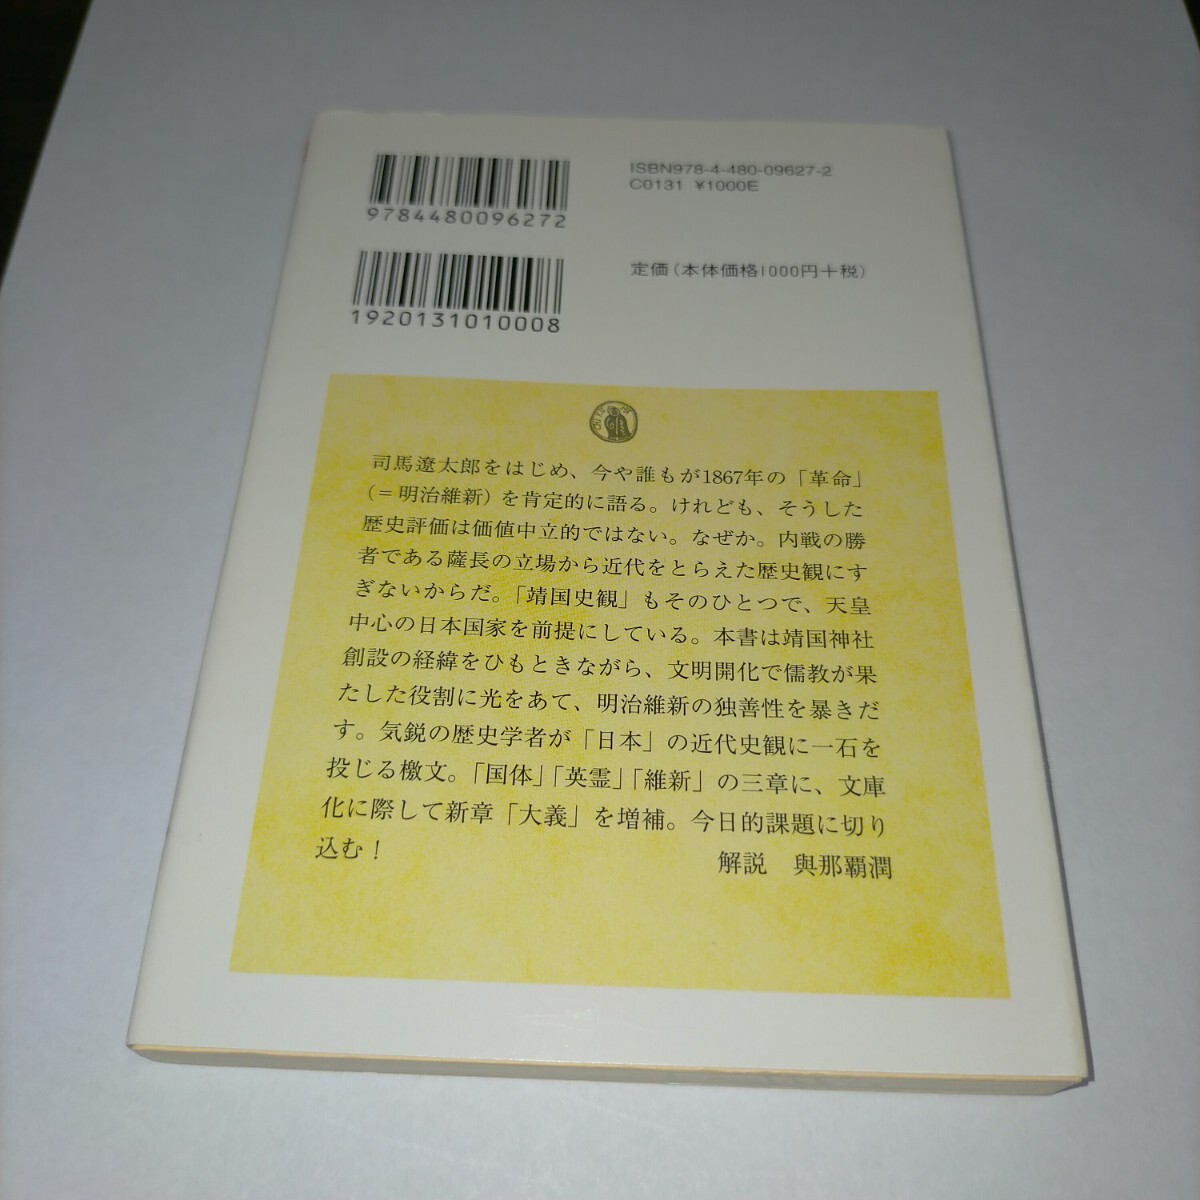 9784480096272
ISBN978-4-480-09627-2
C0131 ¥1000E
1920131010008
定価(本体価格1000円+税)
司馬遼太郎をはじめ、今や誰もが1867年の「革命」
(=明治維新)を肯定的に語る。けれども、そうした
歴史評価は価値中立的ではない。なぜか。内戦の勝
者である薩長の立場から近代をとらえた歴史観にす
ぎないからだ。「靖国史観」もそのひとつで、天皇
中心の日本国家を前提にしている。本書は靖国神社
創設の経緯をひもときながら、文明開化で儒教が果
たした役割に光をあて、明治維新の独善性を暴きだ
す。気鋭の歴史学者が「日本」の近代史観に一石を
投じる檄文。「国体」「英霊」「維新」の三章に、文庫
化に際して新章「大義」を増補。今日的課題に切り
込む!
解説 與那覇潤